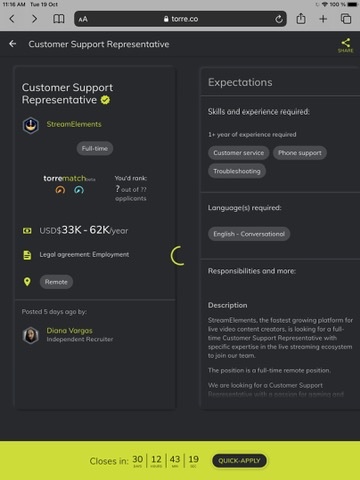 11:16 AM Tue 19 Oct
100 %
AA
torre.co
Customer Support Representative
SHARE
Customer Support
Representative
StreamElements
Full-time
torrematch beta
You'd rank:
? out of ??
applicants
USD$33K - 62K/year
Legal agreement: Employment
Remote
Posted 5 days ago by:
Diana Vargas
Independent Recruiter
Expectations
Skills and experience required:
1+ year of experience required
Customer service
Phone support
Troubleshooting
Language(s) required:
English - Conversational
Responsibilities and more:
Description
StreamElements, the fastest growing platform for
live video content creators, is looking for a full-
time Customer Support Representative with
specific expertise in the live streaming ecosystem
to join our team.
The position is a full-time remote position.
We are looking for a Customer Support
Representative with a passion for gaming and
Closes in:
30 12 43 19
DAYS HOURS MIN SEC
QUICK-APPLY